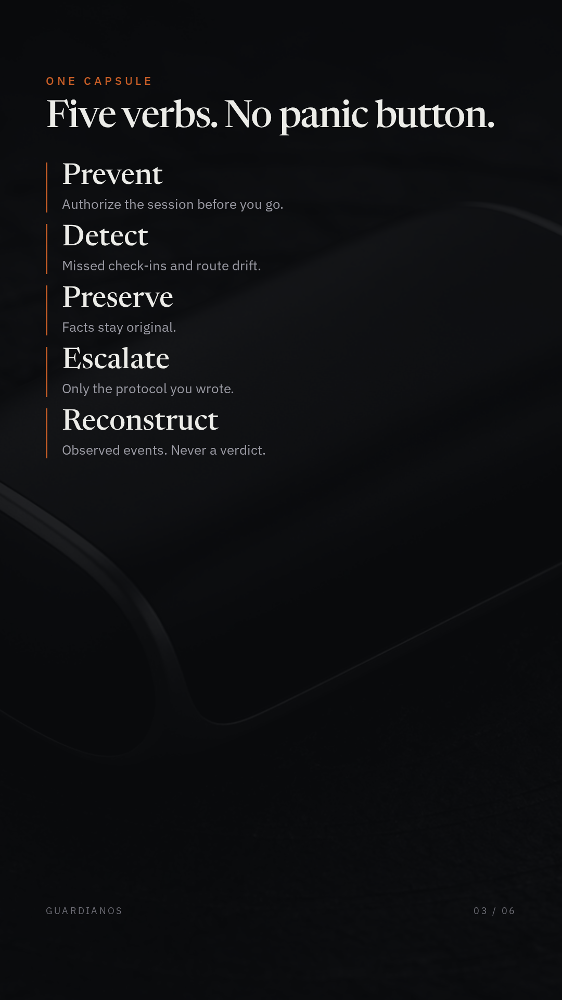 ONE CAPSULE
Five verbs. No panic button.
Prevent
Authorize the session before you go.
Detect
Missed check-ins and route drift.
Preserve
Facts stay original.
Escalate
Only the protocol you wrote.
Reconstruct
Observed events. Never a verdict.
GUARDIANOS
03 / 06